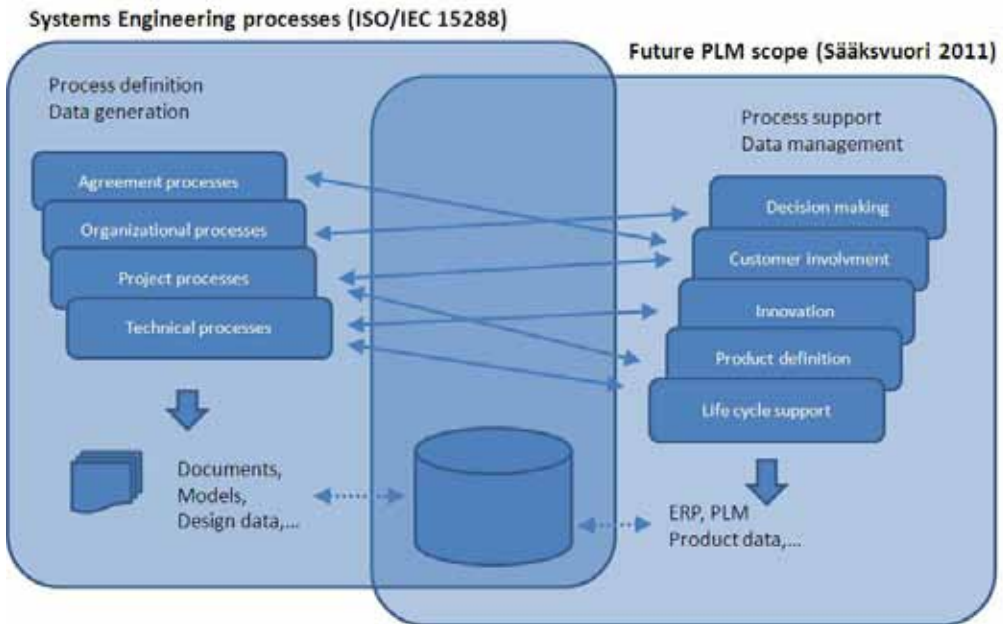 Systems Engineering processes (ISO/IEC 15288)
Future PLM scope (Sääksvuori 2011)
Process definition
Data generation
Agreement processes
Organizational processes
Project processes
Technical processes
Documents,
Models,
Design data,...
Process support
Data management
Decision making
Customer involvment
Innovation
Product definition
Life cycle support
ERP, PLM
Product data,...